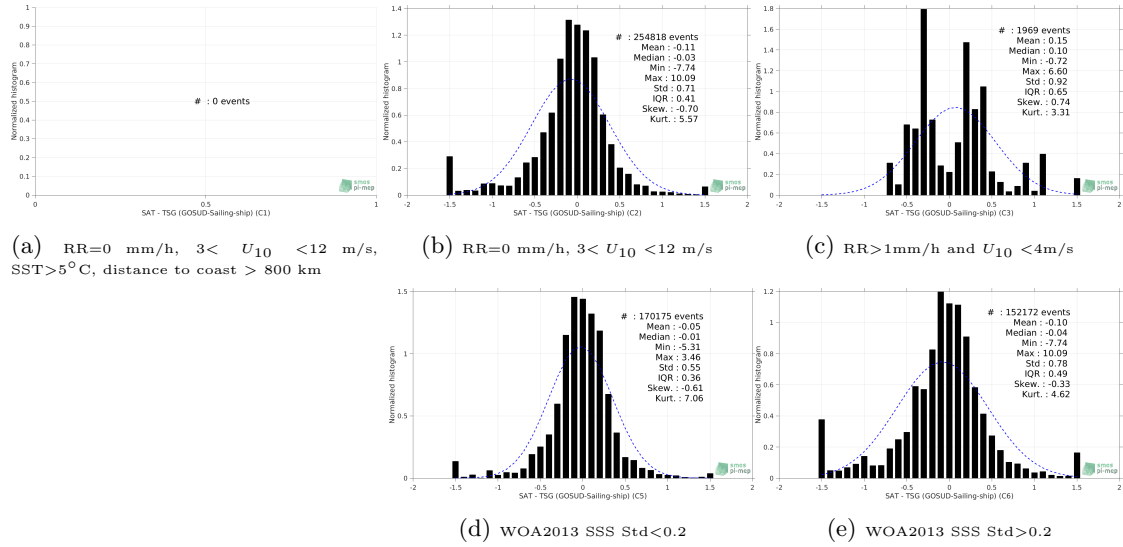 1
0.9
0.8
0.7
0.6
0.5
0.4
0.3
0.2
0.1
0
Normalized histogram
# : 0 events
0 0.5 1
SAT - TSG (GOSUD-Sailing-ship) (C1)
smos
pi-mep
(a) RR=0 mm/h, 3< U10 <12 m/s,
SST>5°C, distance to coast > 800 km
1.4
1.2
1
0.8
0.6
0.4
0.2
0
Normalized histogram
# : 254818 events
Mean : -0.11
Median : -0.03
Min : -7.74
Max : 10.09
Std : 0.71
IQR : 0.41
Skew. : -0.70
Kurt. : 5.57
-2 -1.5 -1 -0.5 0 0.5 1 1.5 2
SAT - TSG (GOSUD-Sailing-ship) (C2)
smos
pi-mep
(b) RR=0 mm/h, 3< U10 <12 m/s
1.8
1.6
1.4
1.2
1
0.8
0.6
0.4
0.2
0
Normalized histogram
# : 1969 events
Mean : 0.15
Median : 0.10
Min : -0.72
Max : 6.60
Std : 0.92
IQR : 0.65
Skew. : 0.74
Kurt. : 3.31
-2 -1.5 -1 -0.5 0 0.5 1 1.5 2
SAT - TSG (GOSUD-Sailing-ship) (C3)
smos
pi-mep
(c) RR>1mm/h and U10 <4m/s
1.5
1
0.5
0
Normalized histogram
# : 170175 events
Mean : -0.05
Median : -0.01
Min : -5.31
Max : 3.46
Std : 0.55
IQR : 0.36
Skew. : -0.61
Kurt. : 7.06
-2 -1.5 -1 -0.5 0 0.5 1 1.5 2
SAT - TSG (GOSUD-Sailing-ship) (C5)
smos
pi-mep
(d) WOA2013 SSS Std<0.2
1.2
1
0.8
0.6
0.4
0.2
0
Normalized histogram
# : 152172 events
Mean : -0.10
Median : -0.04
Min : -7.74
Max : 10.09
Std : 0.78
IQR : 0.49
Skew. : -0.33
Kurt. : 4.62
-2 -1.5 -1 -0.5 0 0.5 1 1.5 2
SAT - TSG (GOSUD-Sailing-ship) (C6)
smos
pi-mep
(e) WOA2013 SSS Std>0.2